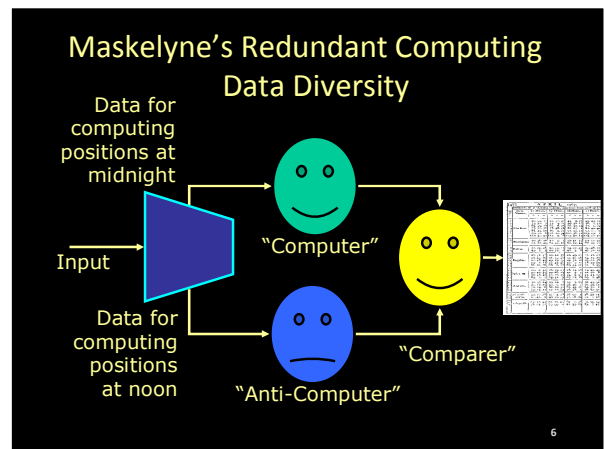 Maskelyne’s Redundant Computing
Data Diversity
Data for
computing
positions at
midnight
Input
Data for
computing
positions
at noon
“Computer”
“Anti-Computer”
“Comparer”
6